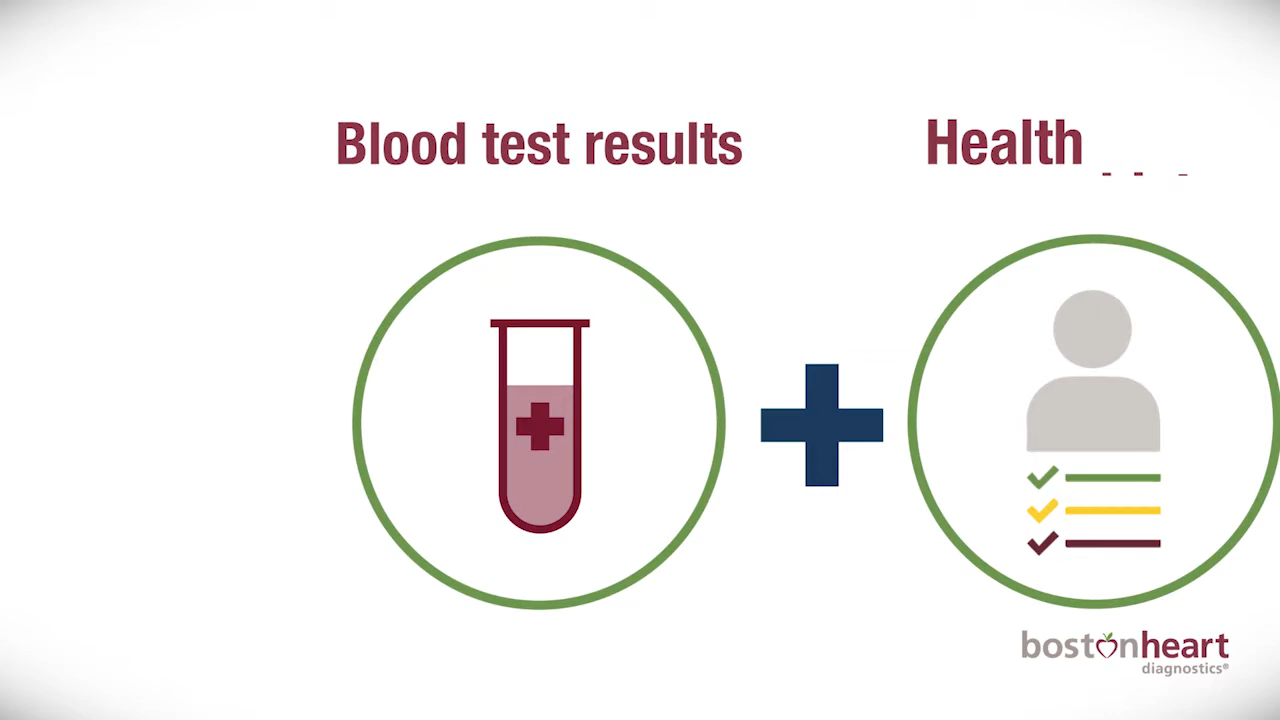 Blood test results
Health
bostonheart
diagnostics®